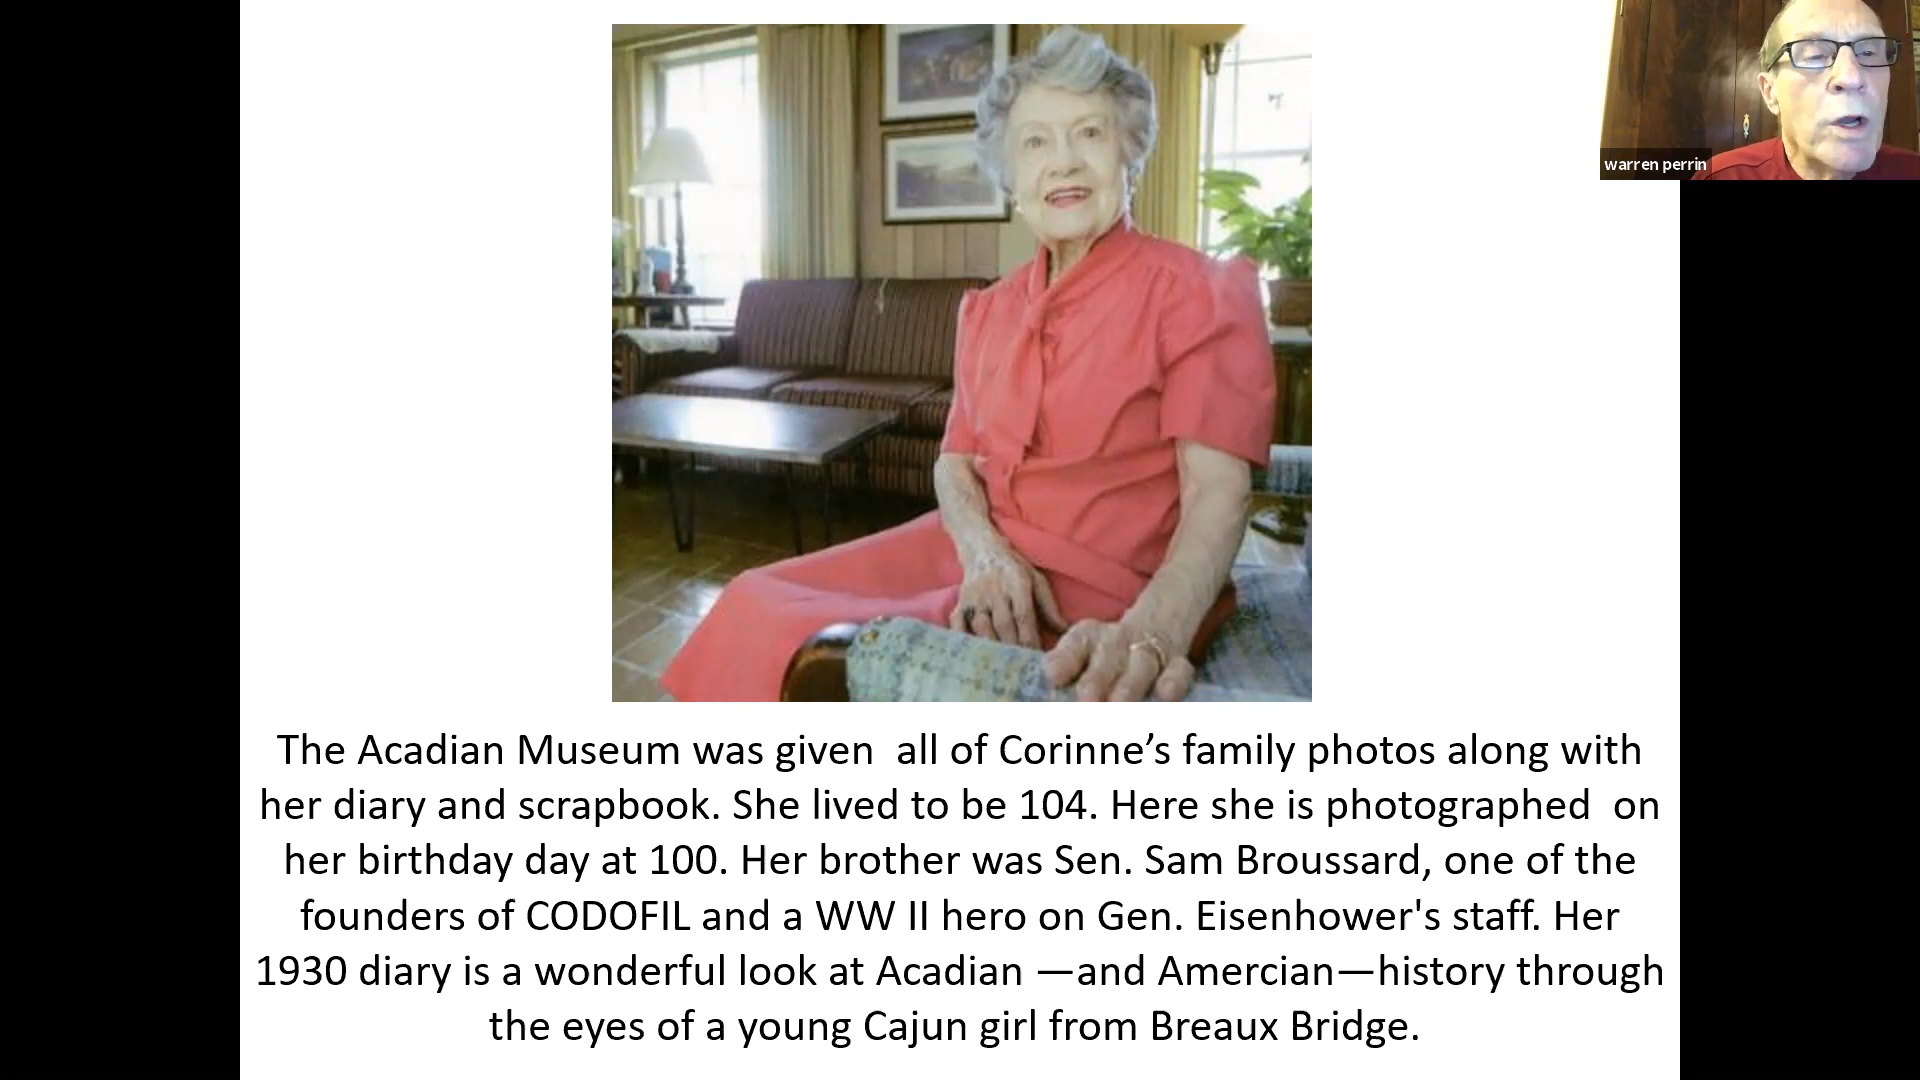 warren perrin
The Acadian Museum was given  all of Corinne’s family photos along with
her diary and scrapbook. She lived to be 104. Here she is photographed  on
her birthday day at 100. Her brother was Sen. Sam Broussard, one of the
founders of CODOFIL and a WW II hero on Gen. Eisenhower's staff. Her
1930 diary is a wonderful look at Acadian —and Amercian—history through
the eyes of a young Cajun girl from Breaux Bridge.